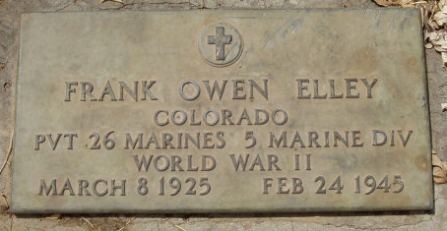 FRANK OWEN ELLEY
COLORADO
PVT 26 MARINES 5 MARINE DIV
WORLD WAR II
MARCH 8 1925 FEB 24 1945